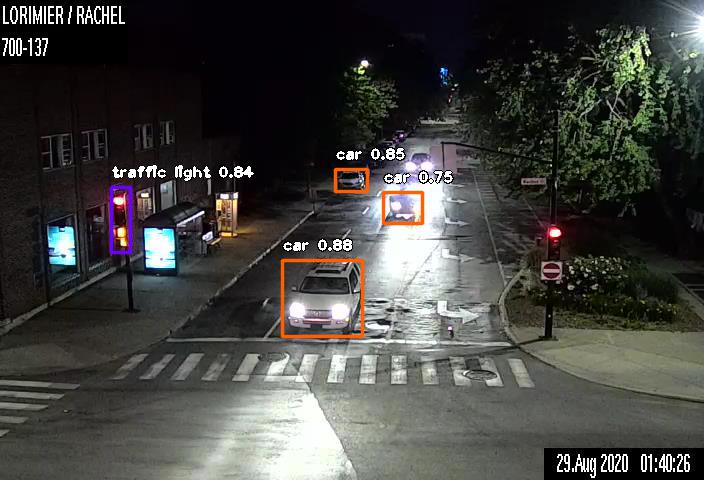 LORIMIER / RACHEL
700-137
car 0.85
traffic light 0.84
car 0.75
car 0.88
29.Aug 2020 01:40:26